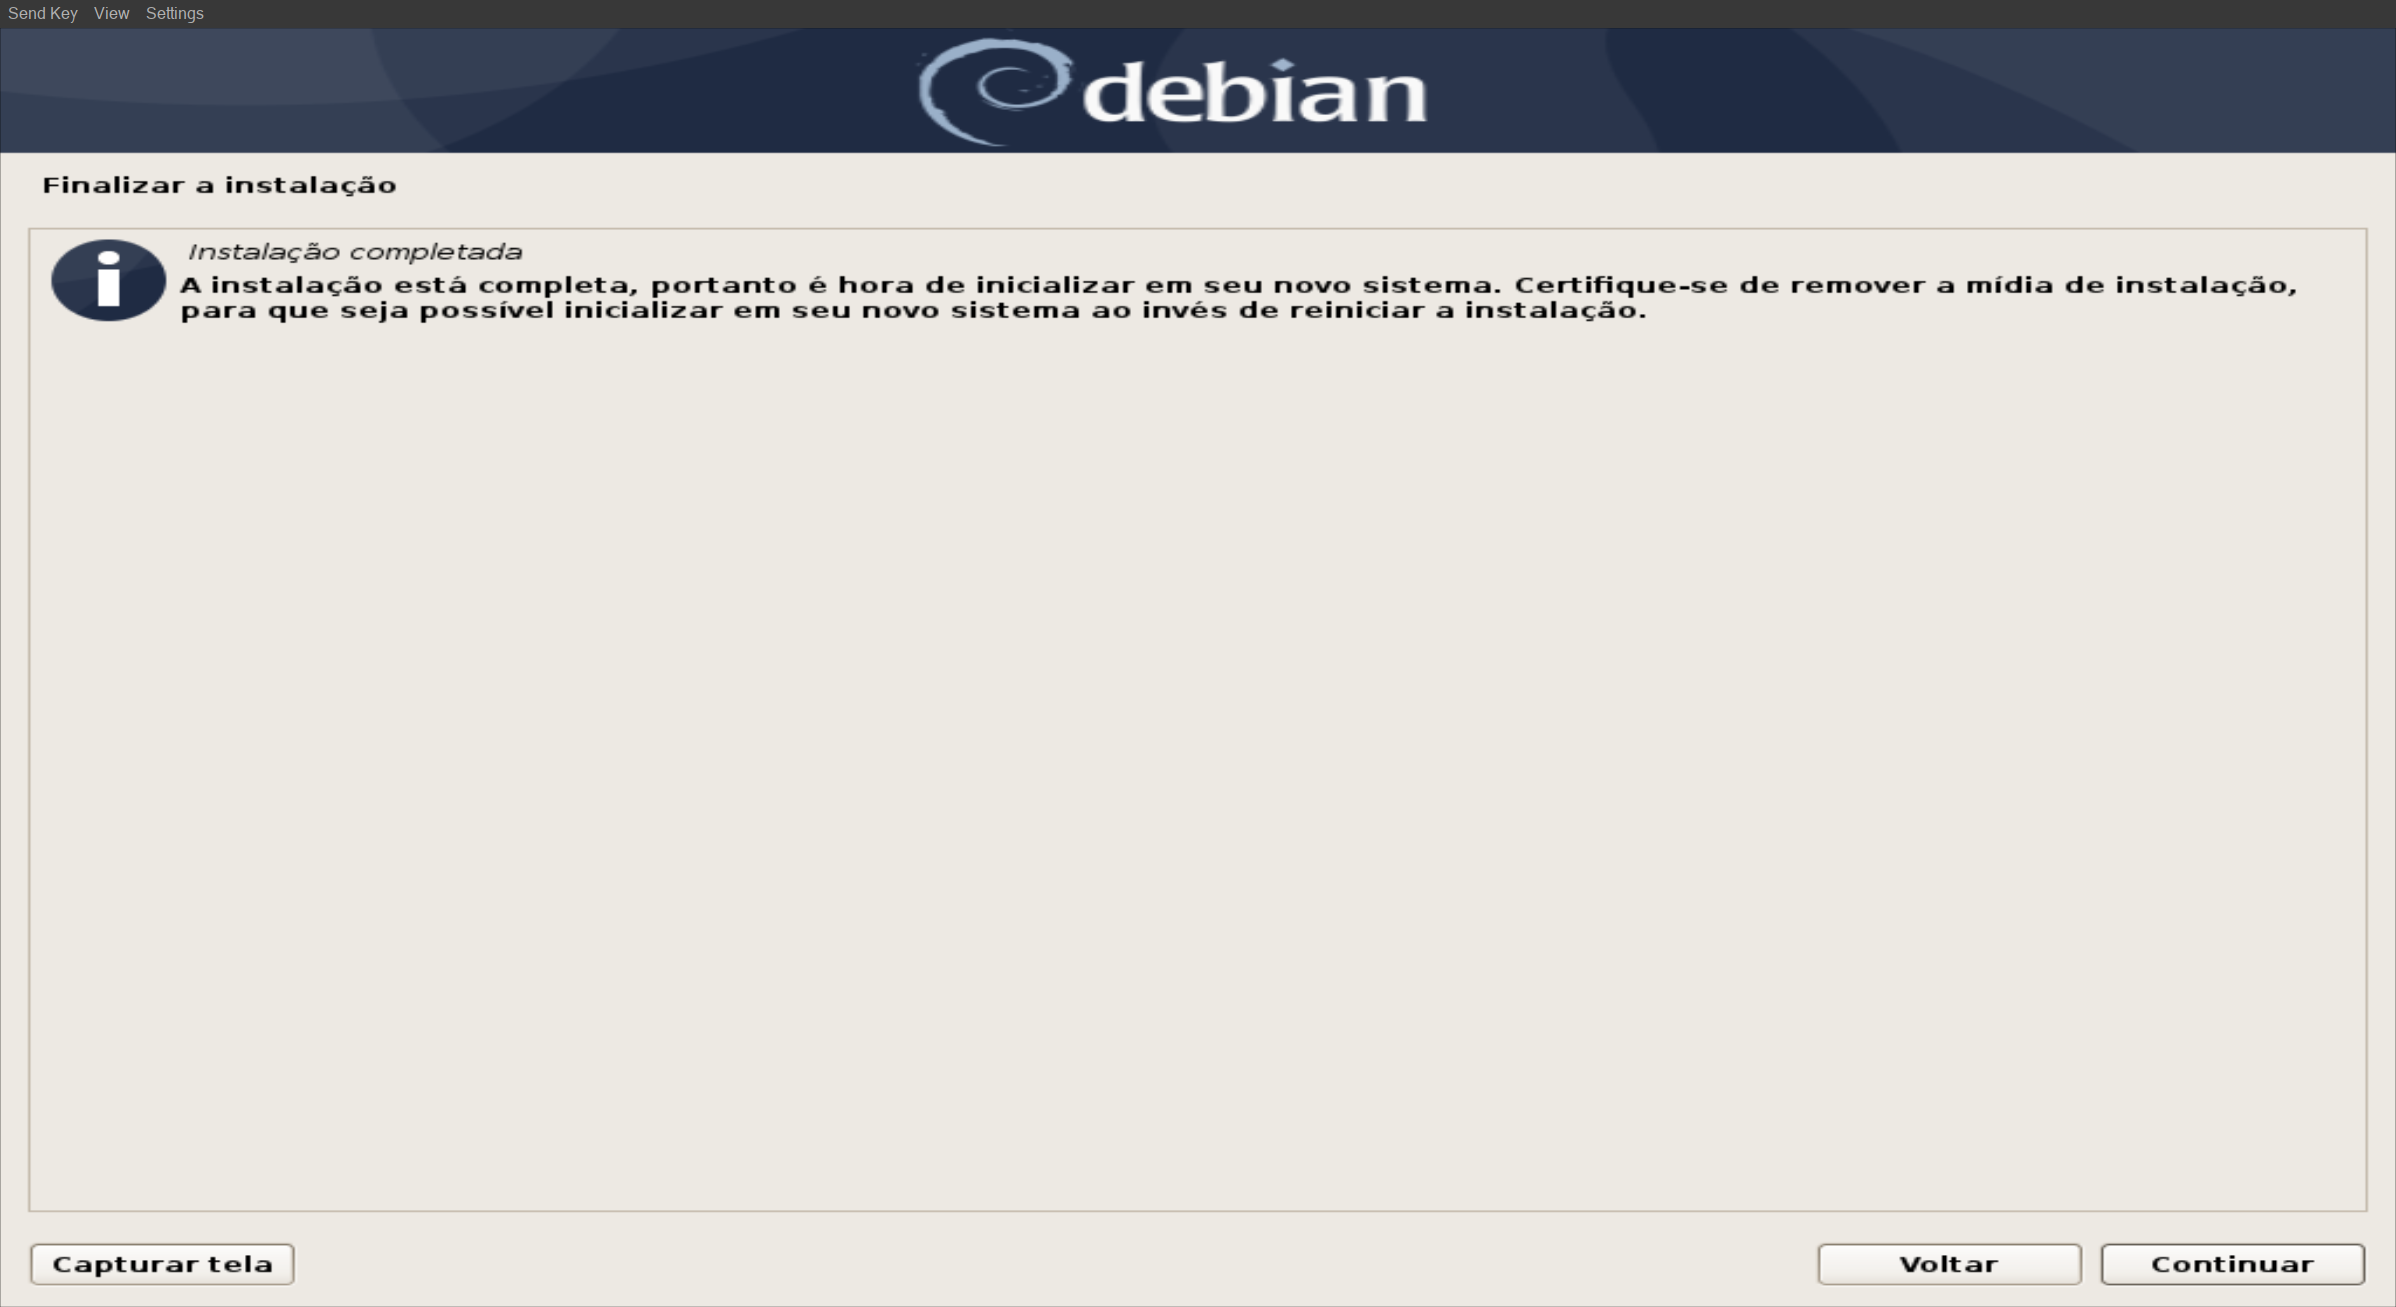 Send Key View Settings
debian
Finalizar a instalação
Instalação completada
A instalação está completa, portanto é hora de inicializar em seu novo sistema. Certifique-se de remover a mídia de instalação,
para que seja possível inicializar em seu novo sistema ao invés de reiniciar a instalação.
Capturar tela Voltar Continuar